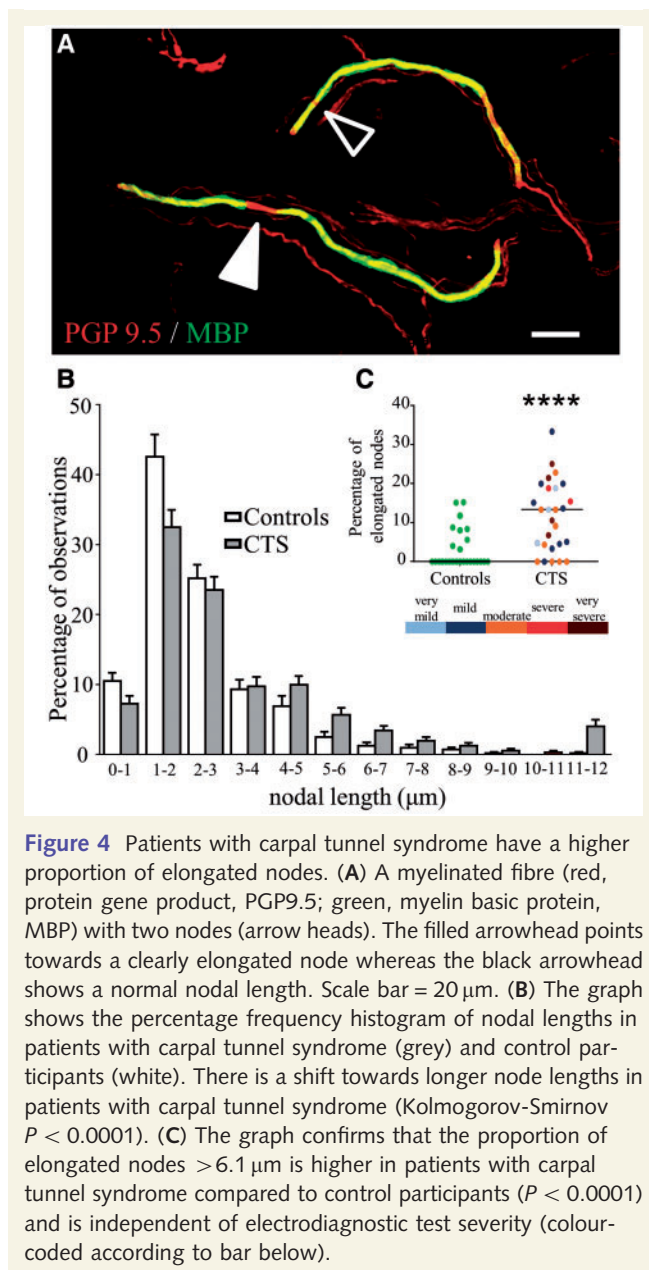 A
PGP 9.5 / MBP
B
C
50
40
30
20
10
0
Percentage of observations
Controls
CTS
0-1 1-2 2-3 3-4 4-5 5-6 6-7 7-8 8-9 9-10 10-11 11-12
nodal length (μm)
****
40
30
20
10
0
Percentage of
elongated nodes
Controls CTS
very mild
mild
moderate
severe
very severe
Figure 4 Patients with carpal tunnel syndrome have a higher
proportion of elongated nodes. (A) A myelinated fibre (red,
protein gene product, PGP9.5; green, myelin basic protein,
MBP) with two nodes (arrow heads). The filled arrowhead points
towards a clearly elongated node whereas the black arrowhead
shows a normal nodal length. Scale bar = 20 μm. (B) The graph
shows the percentage frequency histogram of nodal lengths in
patients with carpal tunnel syndrome (grey) and control par-
ticipants (white). There is a shift towards longer node lengths in
patients with carpal tunnel syndrome (Kolmogorov-Smirnov
P < 0.0001). (C) The graph confirms that the proportion of
elongated nodes >6.1 μm is higher in patients with carpal
tunnel syndrome compared to control participants (P < 0.0001)
and is independent of electrodiagnostic test severity (colour-
coded according to bar below).